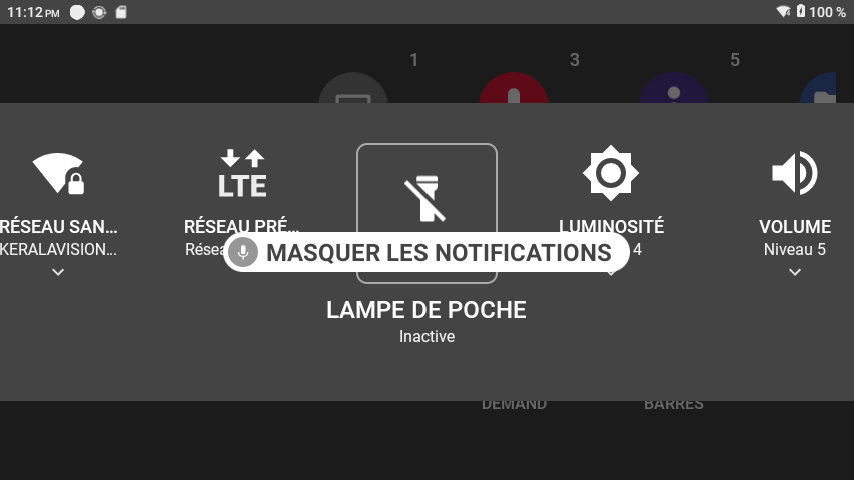 11:12 PM
100 %
1
3
5
LTE
RÉSEAU SAN…
RÉSEAU PRÉ…
LUMINOSITÉ
VOLUME
KERALAVISION…
Résea
4
Niveau 5
MASQUER LES NOTIFICATIONS
LAMPE DE POCHE
Inactive
DEMAND
BARRES